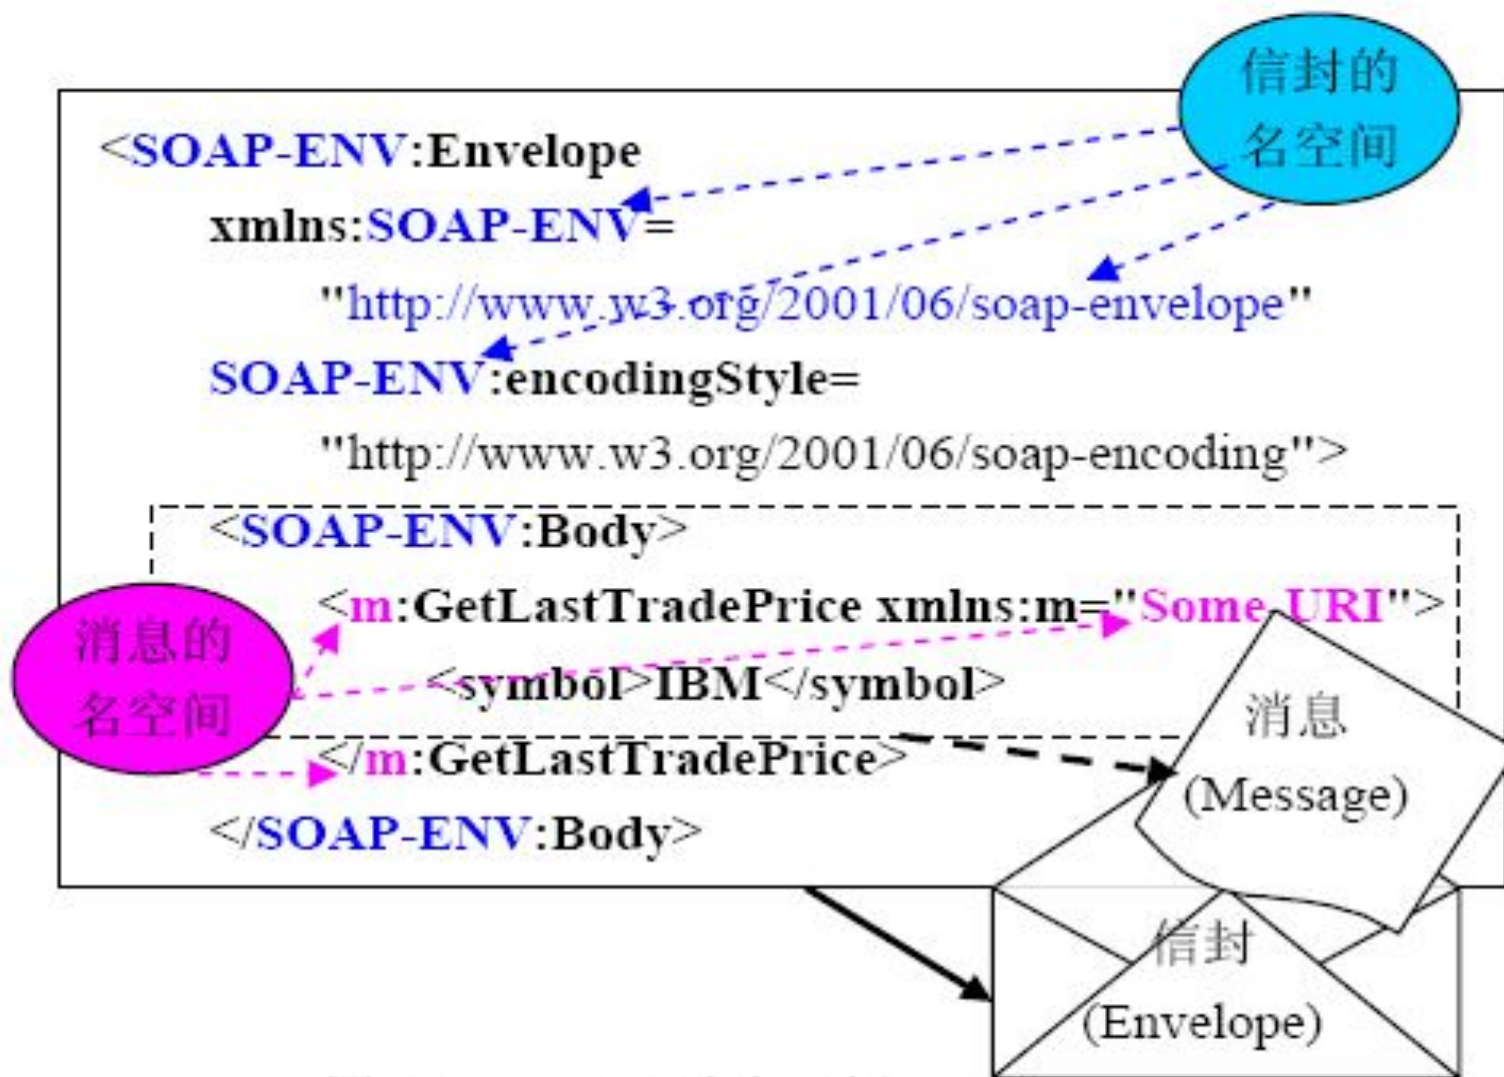 信封的
名空间
<SOAP-ENV:Envelope
xmlns:SOAP-ENV=
"http://www.w3.org/2001/06/soap-envelope"
SOAP-ENV:encodingStyle=
"http://www.w3.org/2001/06/soap-encoding">
<SOAP-ENV:Body>
<m:GetLastTradePrice xmlns:m="Some-URI">
消息的
名空间
<symbol>IBM</symbol>
</m:GetLastTradePrice>
</SOAP-ENV:Body>
消息
(Message)
信封
(Envelope)